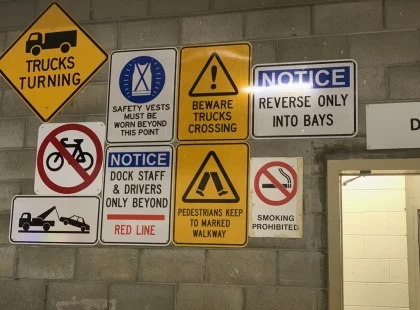 TRUCKS
TURNING
SAFETY VESTS
MUST BE
WORN BEYOND
THIS POINT
BEWARE
TRUCKS
CROSSING
NOTICE
REVERSE ONLY
INTO BAYS
D
NOTICE
DOCK STAFF
& DRIVERS
ONLY BEYOND
RED LINE
PEDESTRIANS KEEP
TO MARKED
WALKWAY
SMOKING
PROHIBITED